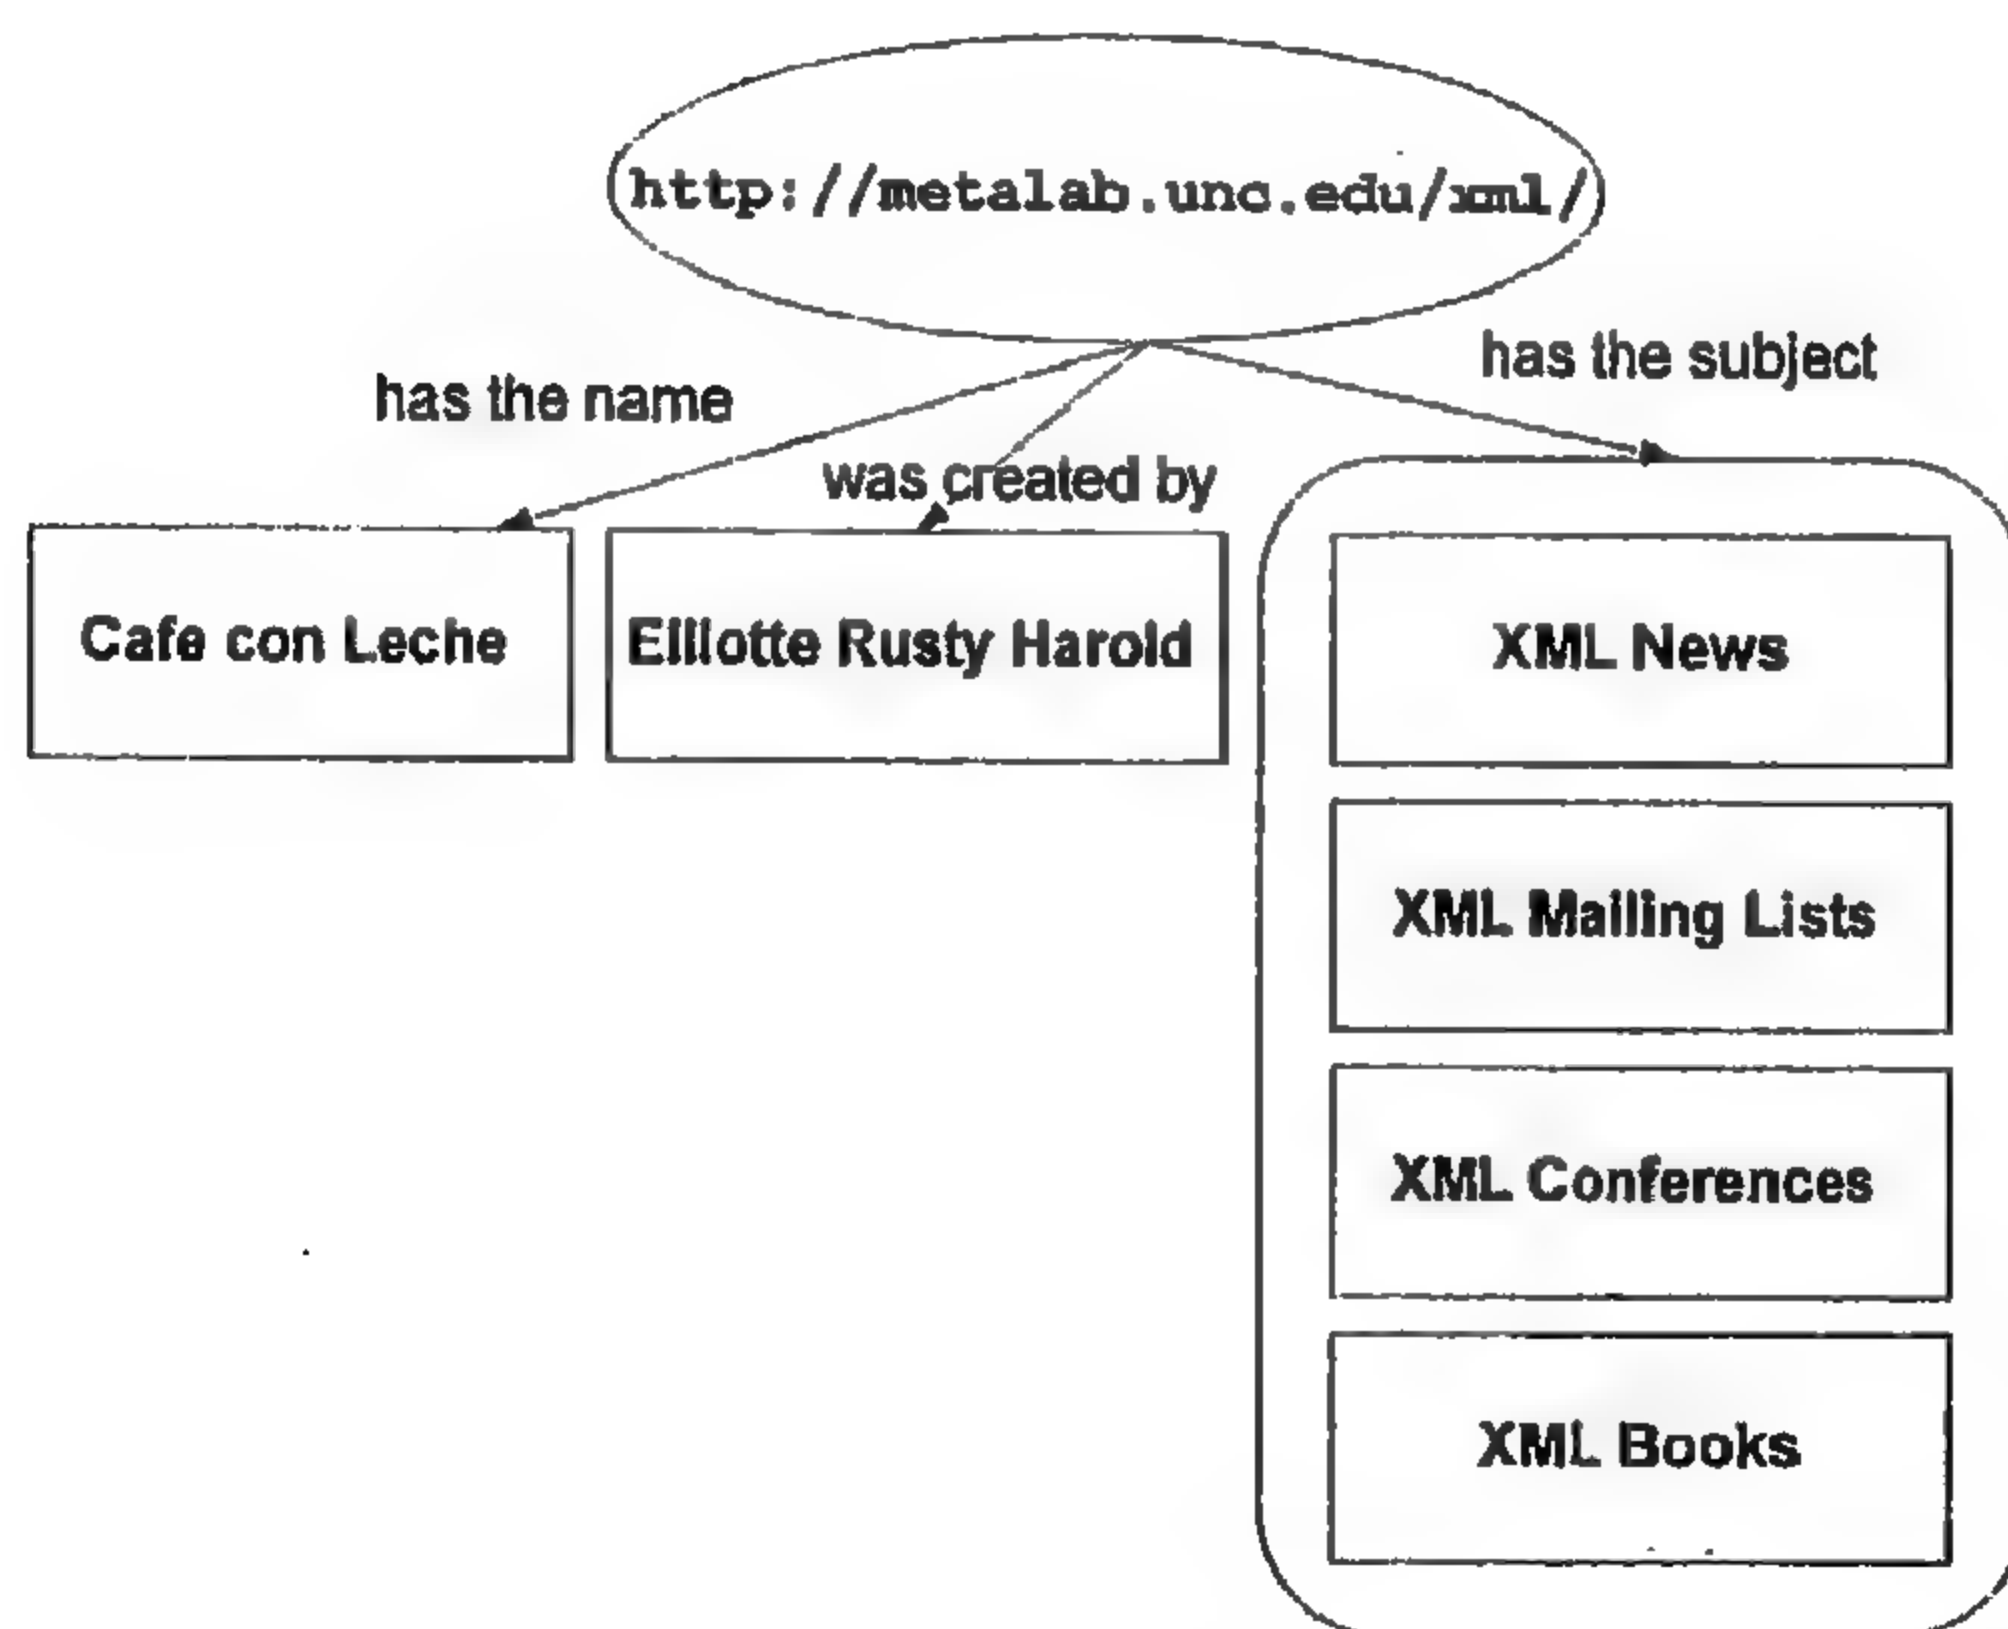 http://metalab.unc.edu/xml/
has the name
was created by
has the subject
Cafe con Leche
Elliotte Rusty Harold
XML News
XML Mailing Lists
XML Conferences
XML Books